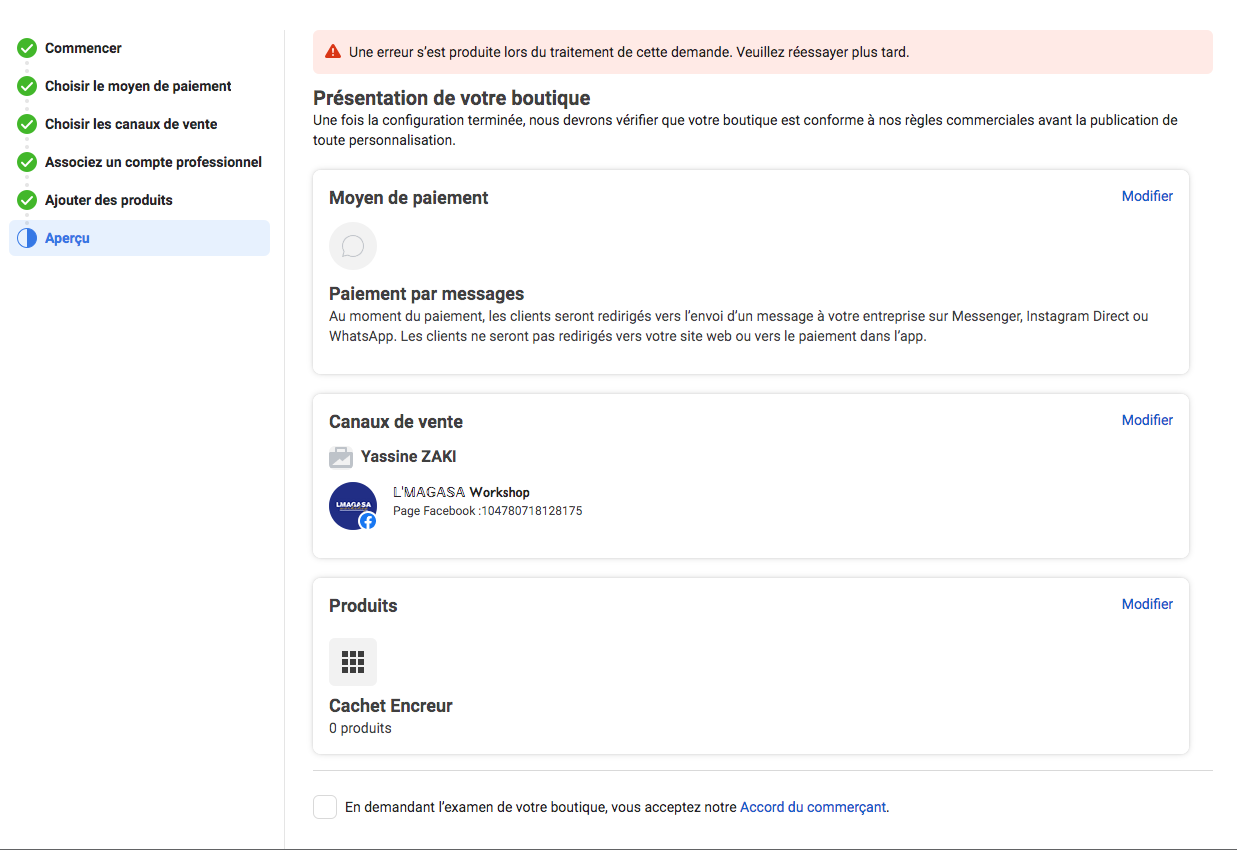 Commencer
Choisir le moyen de paiement
Choisir les canaux de vente
Associez un compte professionnel
Ajouter des produits
Aperçu
Une erreur s’est produite lors du traitement de cette demande. Veuillez réessayer plus tard.
Présentation de votre boutique
Une fois la configuration terminée, nous devrons vérifier que votre boutique est conforme à nos règles commerciales avant la publication de
toute personnalisation.
Moyen de paiement
Modifier
Paiement par messages
Au moment du paiement, les clients seront redirigés vers l’envoi d’un message à votre entreprise sur Messenger, Instagram Direct ou
WhatsApp. Les clients ne seront pas redirigés vers votre site web ou vers le paiement dans l’app.
Canaux de vente
Modifier
Yassine ZAKI
LMAGASA
𝕃'𝕄𝔸𝔾𝔸𝕊𝔸 Workshop
Page Facebook :104780718128175
Produits
Modifier
Cachet Encreur
0 produits
En demandant l’examen de votre boutique, vous acceptez notre Accord du commerçant.